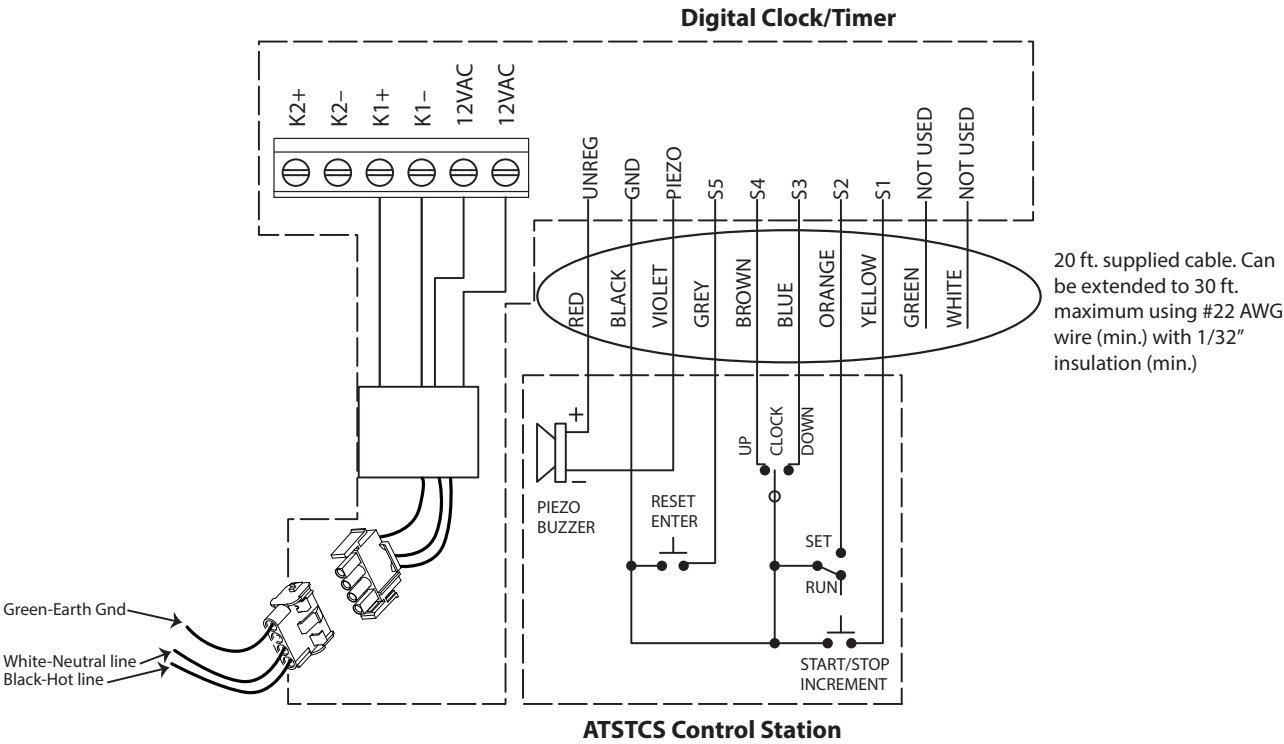 Digital Clock/Timer
K2+
K2–
K1+
K1–
12VAC
12VAC
UNREG
GND
PIEZO
S5
S4
S3
S2
S1
NOT USED
NOT USED
RED
BLACK
VIOLET
GREY
BROWN
BLUE
ORANGE
YELLOW
GREEN
WHITE
20 ft. supplied cable. Can
be extended to 30 ft.
maximum using #22 AWG
wire (min.) with 1/32”
insulation (min.)
+
–
PIEZO
BUZZER
RESET
ENTER
UP
CLOCK
DOWN
SET
RUN
START/STOP
INCREMENT
Green-Earth Gnd
White-Neutral line
Black-Hot line
ATSTCS Control Station